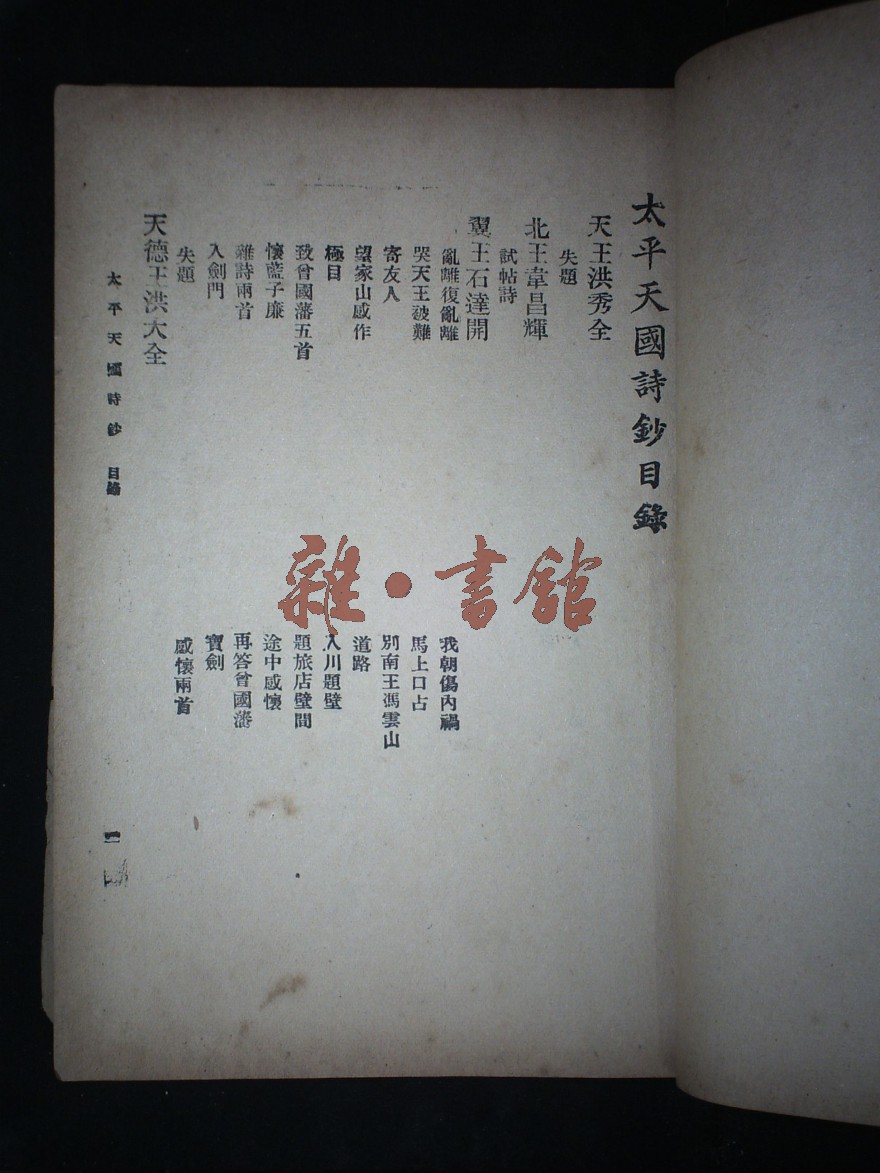 太平天國詩鈔目錄
天王洪秀全
失題
北王韋昌輝
試帖詩
翼王石達開
亂離復亂離
我朝傷內禍
哭天王被難
馬上口占
寄友人
別南王馮雲山
望家山感作
道路
極目
入川題壁
致曾國藩五首
題旅店壁間
懷藍子廉
途中感懷
雜詩兩首
再答曾國藩
入劍門
寶劍
失題
感懷兩首
天德王洪大全
太平天國詩鈔 目錄
一
雜·書館